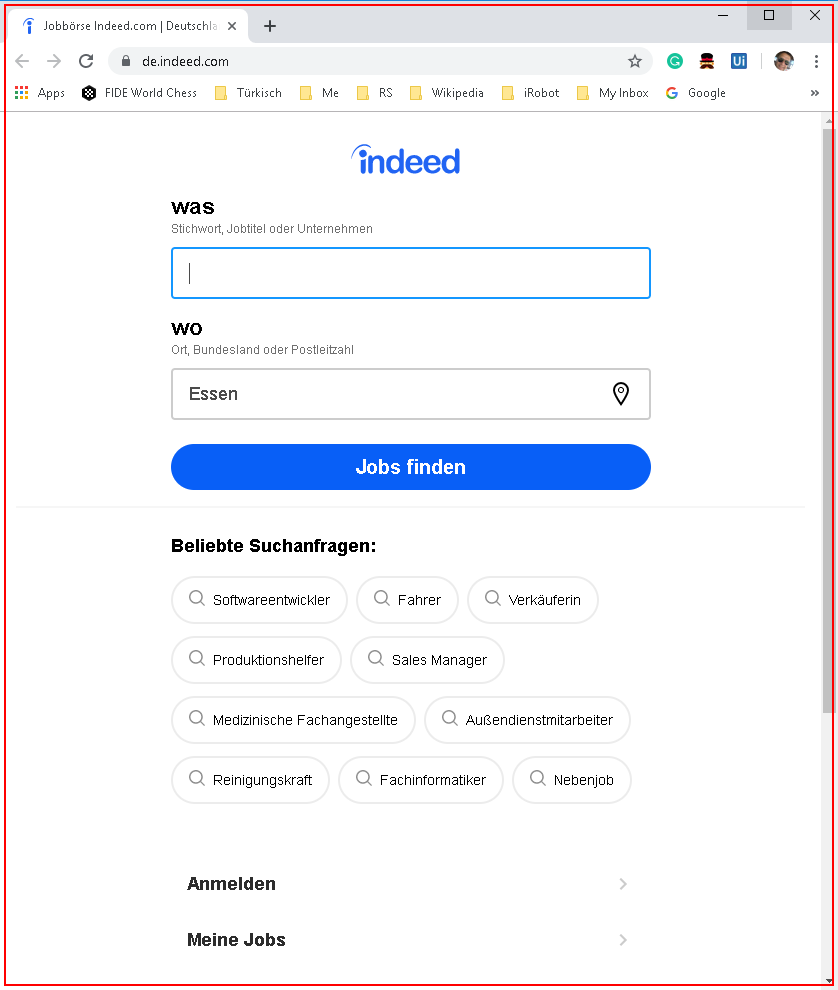 Jobbörse Indeed.com | Deutschla
de.indeed.com
Apps FIDE World Chess Türkisch Me RS Wikipedia iRobot My Inbox Google »
indeed
was
Stichwort, Jobtitel oder Unternehmen
wo
Ort, Bundesland oder Postleitzahl
Essen
Jobs finden
Beliebte Suchanfragen:
Softwareentwickler Fahrer Verkäuferin
Produktionshelfer Sales Manager
Medizinische Fachangestellte Außendienstmitarbeiter
Reinigungskraft Fachinformatiker Nebenjob
Anmelden
Meine Jobs